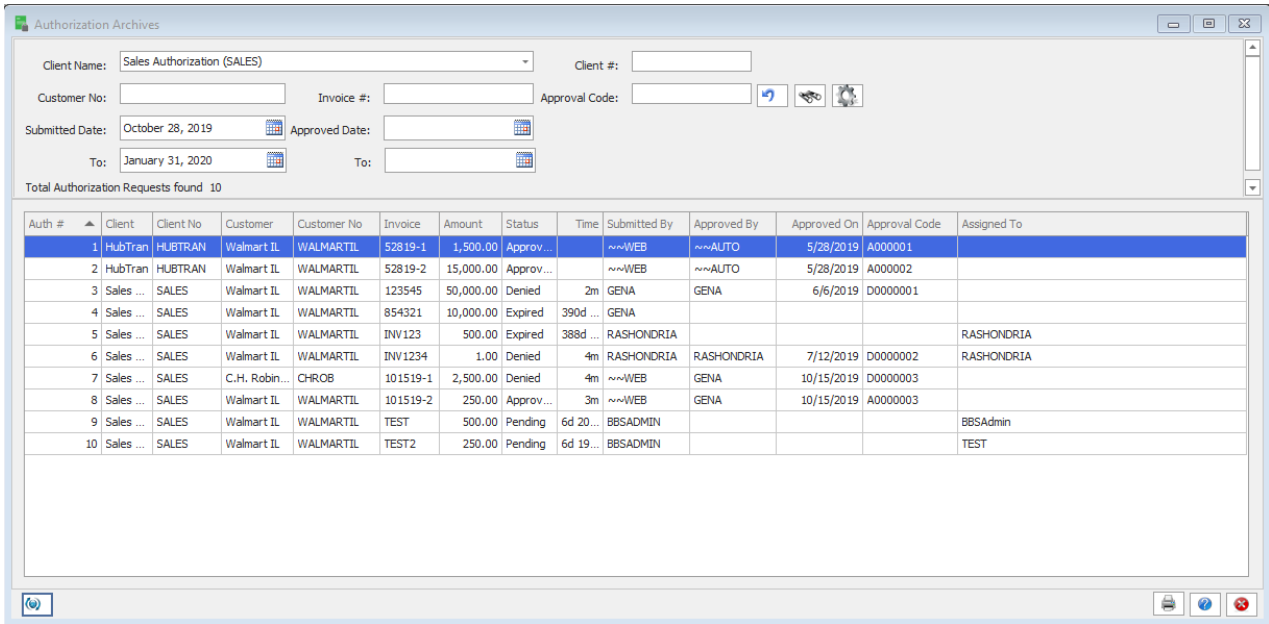 Authorization Archives
Client Name: Sales Authorization (SALES) Client #:
Customer No: Invoice #: Approval Code:
Submitted Date: October 28, 2019 Approved Date:
To: January 31, 2020 To:
Total Authorization Requests found 10
Auth # Client Client No Customer Customer No Invoice Amount Status Time Submitted By Approved By Approved On Approval Code Assigned To
1 HubTran HUBTRAN Walmart IL WALMARTIL 52819-1 1,500.00 Approv... ~~WEB ~~AUTO 5/28/2019 A000001
2 HubTran HUBTRAN Walmart IL WALMARTIL 52819-2 15,000.00 Approv... ~~WEB ~~AUTO 5/28/2019 A000002
3 Sales ... SALES Walmart IL WALMARTIL 123545 50,000.00 Denied 2m GENA GENA 6/6/2019 D0000001
4 Sales ... SALES Walmart IL WALMARTIL 854321 10,000.00 Expired 390d ... GENA
5 Sales ... SALES Walmart IL WALMARTIL INV123 500.00 Expired 388d ... RASHONDRIA RASHONDRIA
6 Sales ... SALES Walmart IL WALMARTIL INV1234 1.00 Denied 4m RASHONDRIA RASHONDRIA 7/12/2019 D0000002 RASHONDRIA
7 Sales ... SALES C.H. Robin... CHROB 101519-1 2,500.00 Denied 4m ~~WEB GENA 10/15/2019 D0000003
8 Sales ... SALES Walmart IL WALMARTIL 101519-2 250.00 Approv... 3m ~~WEB GENA 10/15/2019 A0000003
9 Sales ... SALES Walmart IL WALMARTIL TEST 500.00 Pending 6d 20... BBSADMIN BBSAdmin
10 Sales ... SALES Walmart IL WALMARTIL TEST2 250.00 Pending 6d 19... BBSADMIN TEST